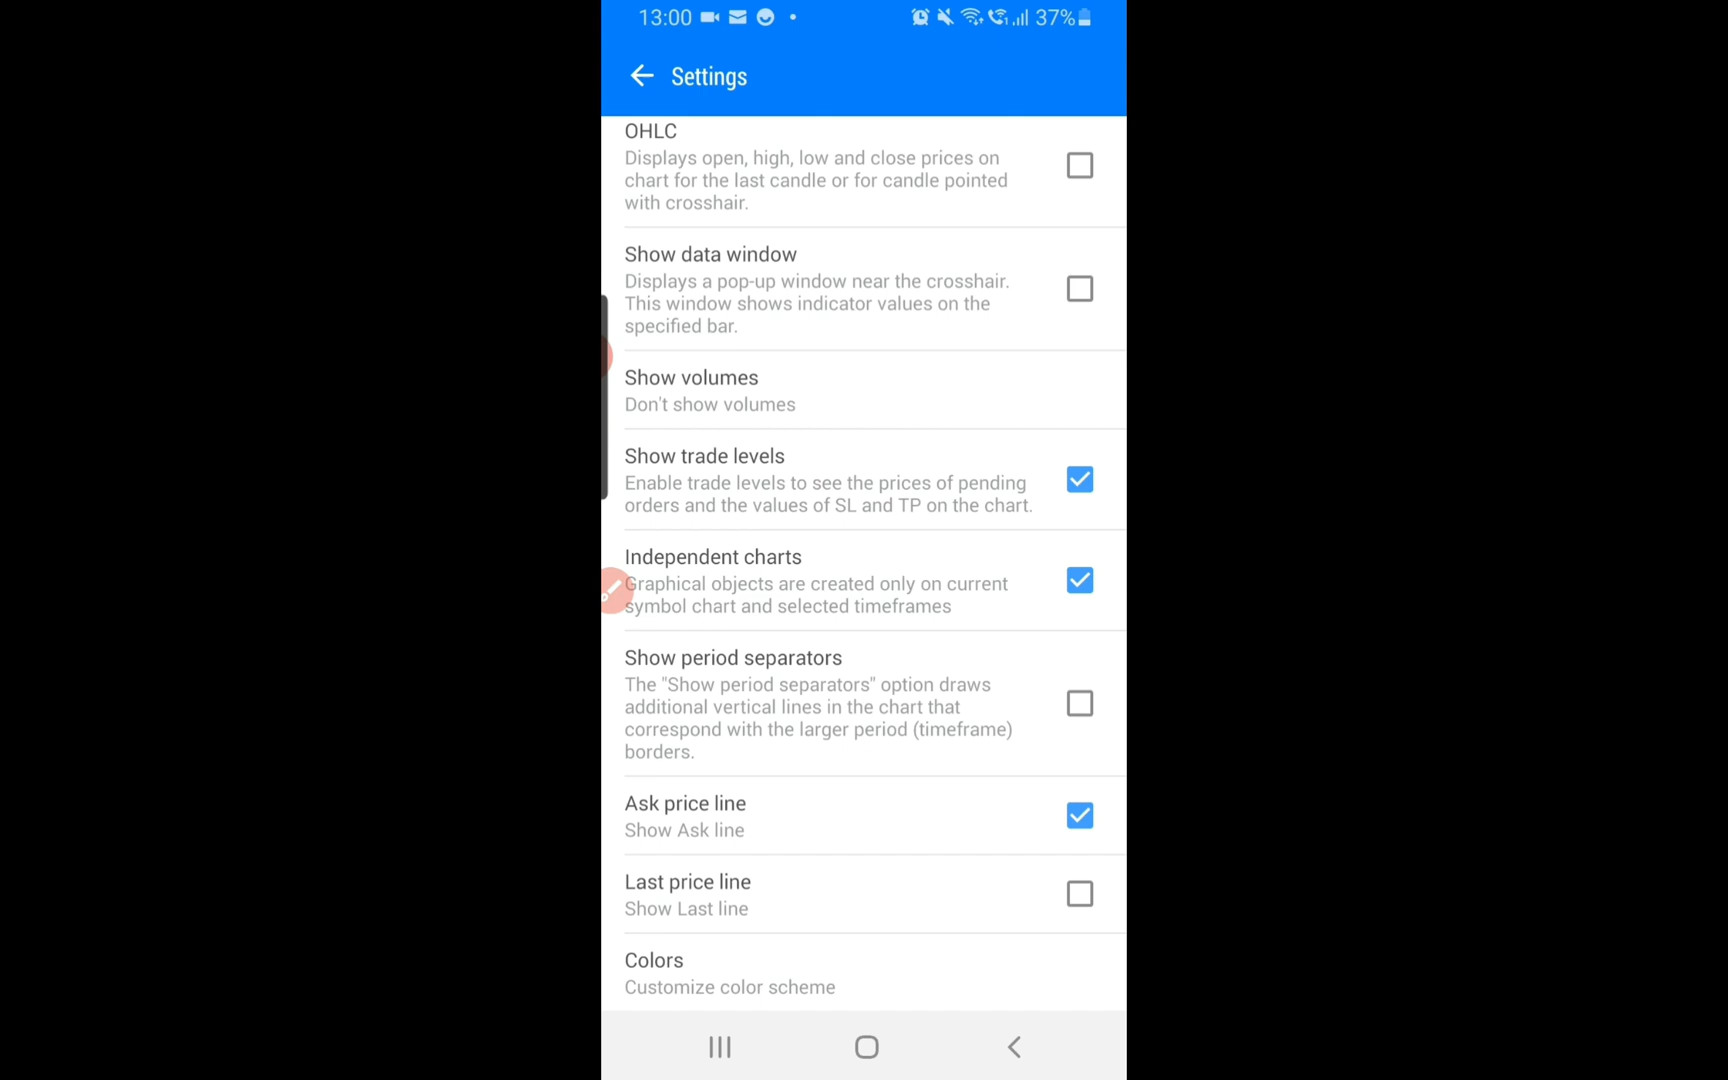 13:00
37%
Settings
OHLC
Displays open, high, low and close prices on
chart for the last candle or for candle pointed
with crosshair.
Show data window
Displays a pop-up window near the crosshair.
This window shows indicator values on the
specified bar.
Show volumes
Don't show volumes
Show trade levels
Enable trade levels to see the prices of pending
orders and the values of SL and TP on the chart.
Independent charts
Graphical objects are created only on current
symbol chart and selected timeframes
Show period separators
The "Show period separators" option draws
additional vertical lines in the chart that
correspond with the larger period (timeframe)
borders.
Ask price line
Show Ask line
Last price line
Show Last line
Colors
Customize color scheme